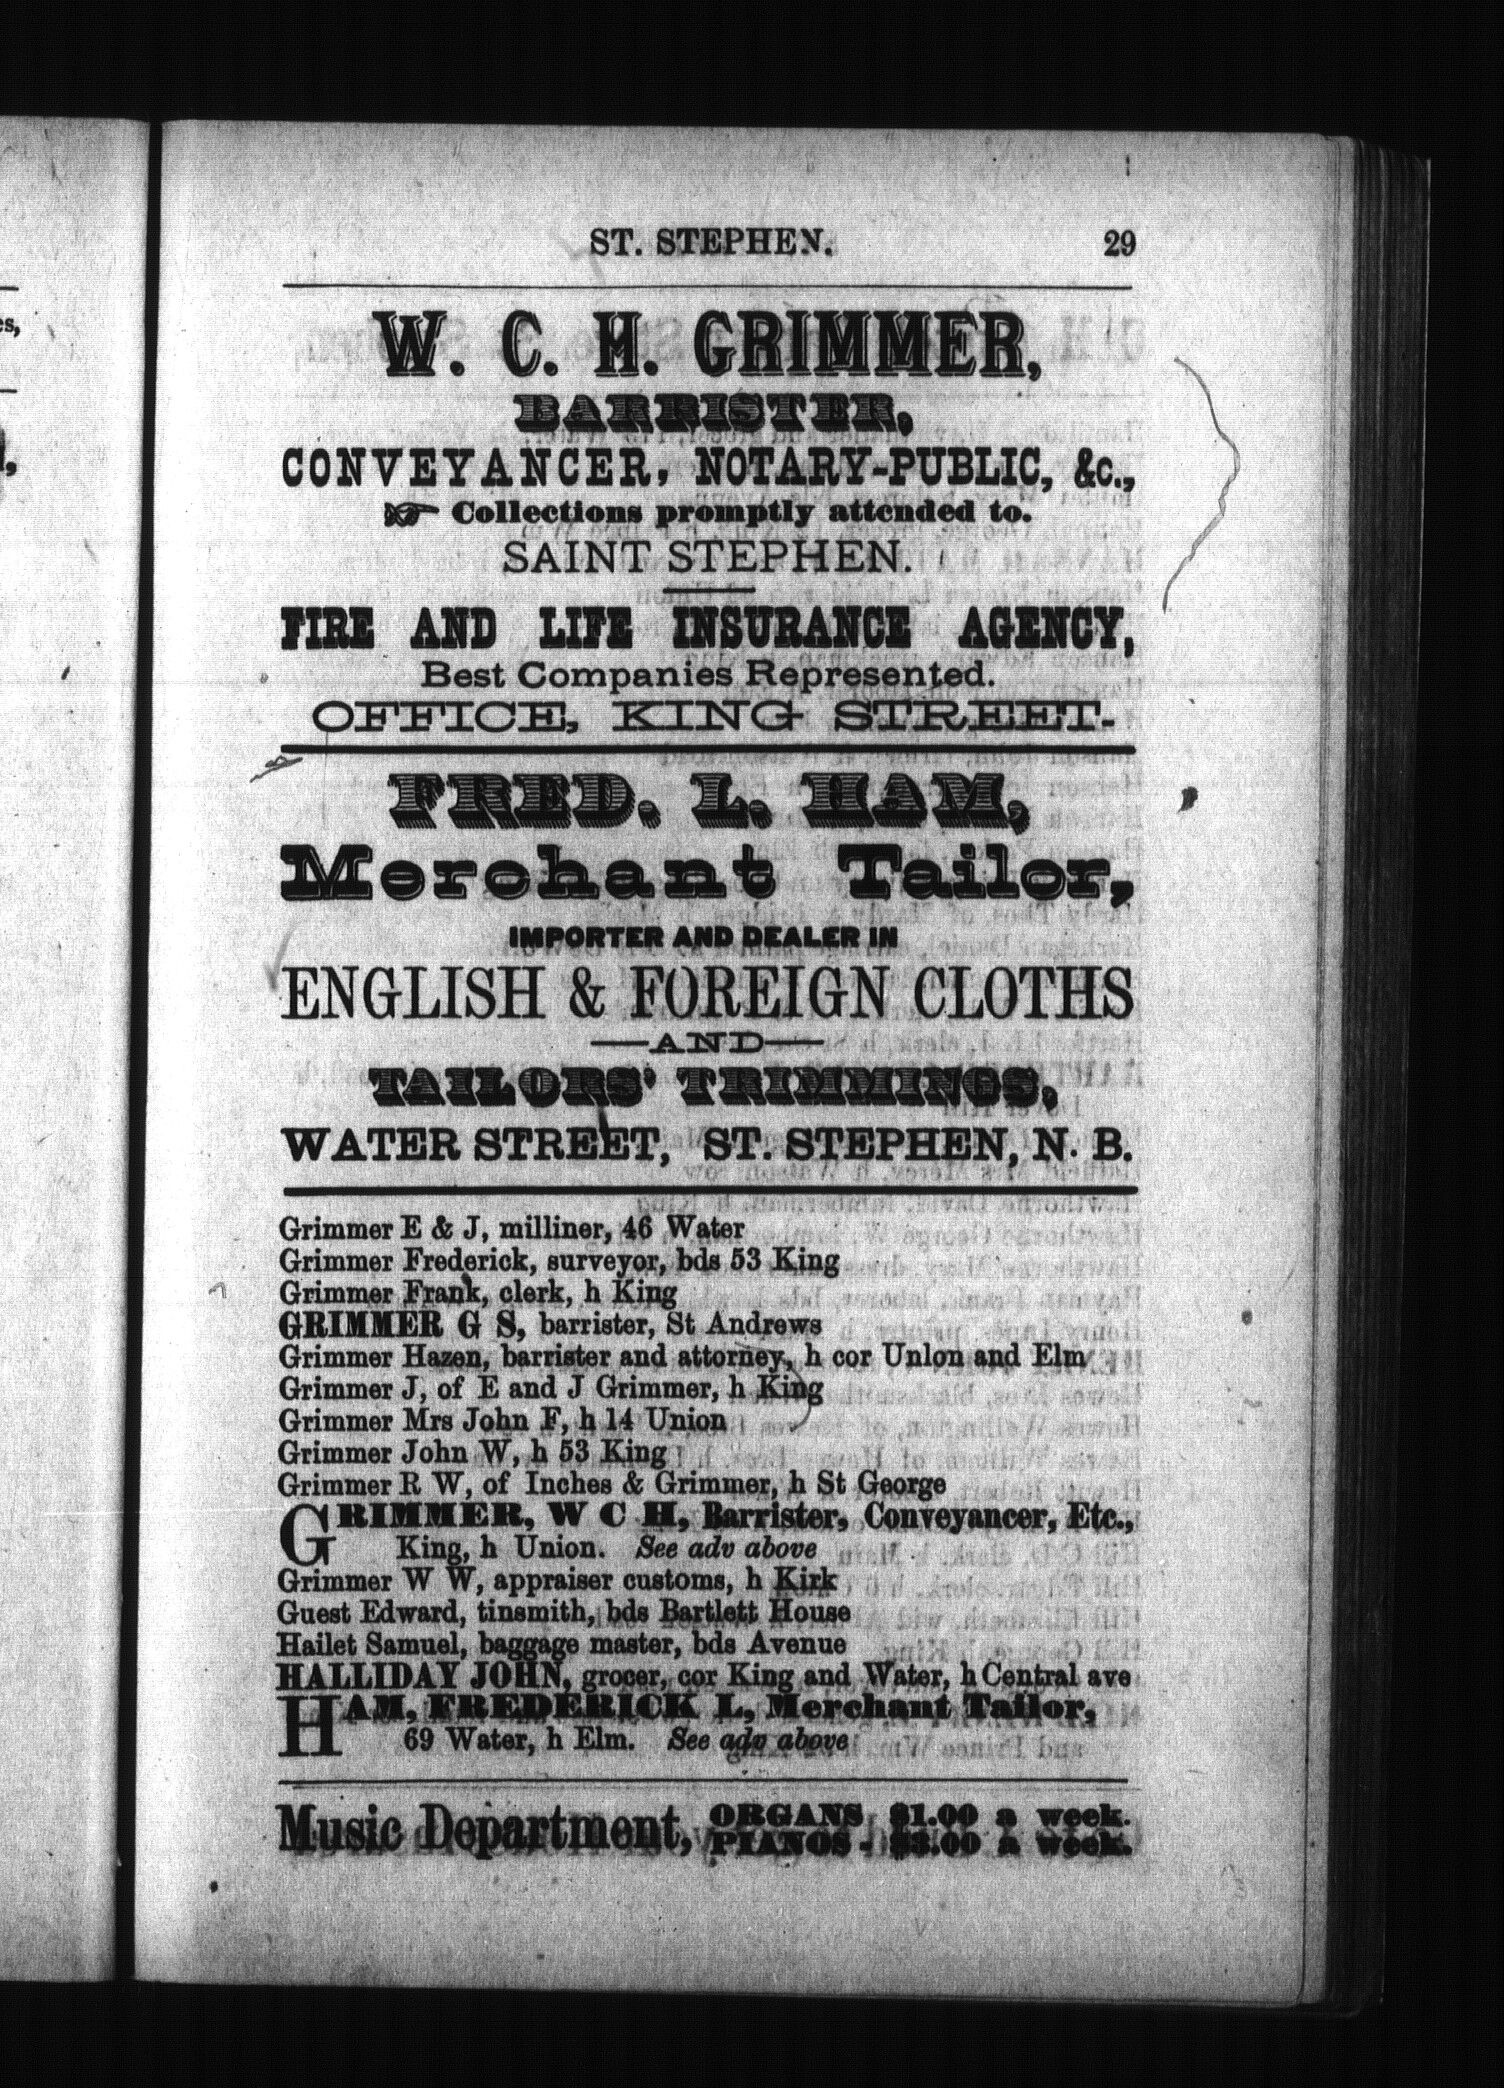 ST. STEPHEN. 29
W. C. H. GRIMMER,
BARRISTER,
CONVEYANCER, NOTARY-PUBLIC, &c.,
☞ Collections promptly attended to.
SAINT STEPHEN.
FIRE AND LIFE INSURANCE AGENCY,
Best Companies Represented.
OFFICE, KING STREET.
FRED. L. HAM,
Merchant Tailor,
IMPORTER AND DEALER IN
ENGLISH & FOREIGN CLOTHS
—AND—
TAILORS' TRIMMINGS,
WATER STREET, ST. STEPHEN, N. B.
Grimmer E & J, milliner, 46 Water
Grimmer Frederick, surveyor, bds 53 King
Grimmer Frank, clerk, h King
GRIMMER G S, barrister, St Andrews
Grimmer Hazen, barrister and attorney, h cor Union and Elm
Grimmer J, of E and J Grimmer, h King
Grimmer Mrs John F, h 14 Union
Grimmer John W, h 53 King
Grimmer R W, of Inches & Grimmer, h St George
GRIMMER, W C H, Barrister, Conveyancer, Etc.,
King, h Union. See adv above
Grimmer W W, appraiser customs, h Kirk
Guest Edward, tinsmith, bds Bartlett House
Hailet Samuel, baggage master, bds Avenue
HALLIDAY JOHN, grocer, cor King and Water, h Central ave
HAM, FREDERICK L, Merchant Tailor,
69 Water, h Elm. See adv above
Music Department, ORGANS $1.00 a week.
PIANOS - $3.00 a week.